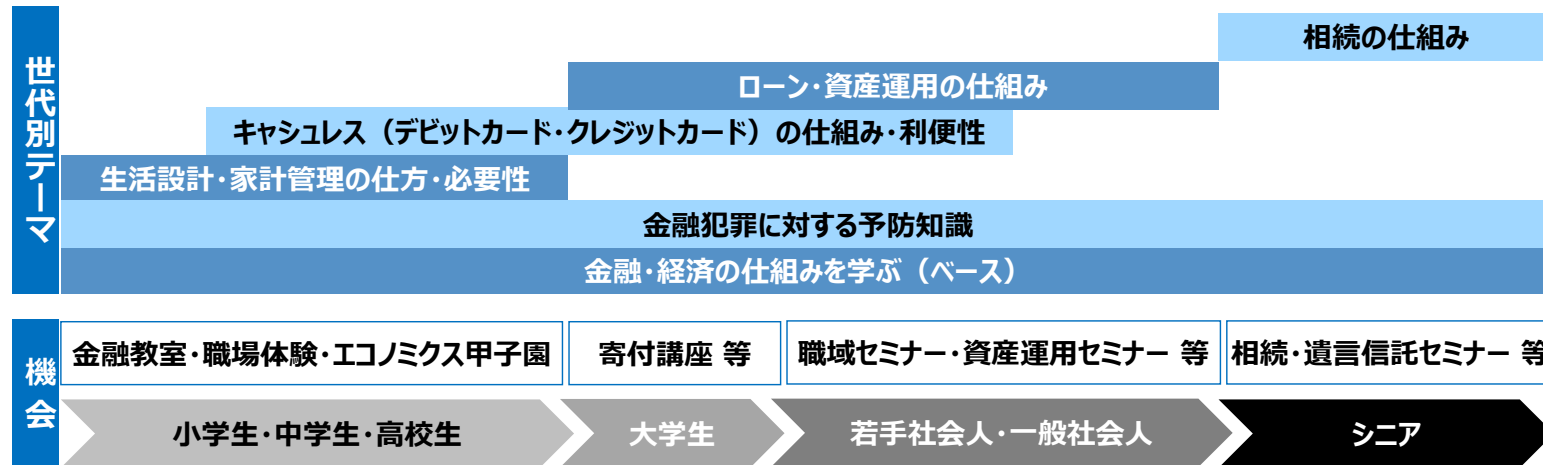 世代別テーマ
相続の仕組み
ローン・資産運用の仕組み
キャシュレス（デビットカード・クレジットカード）の仕組み・利便性
生活設計・家計管理の仕方・必要性
金融犯罪に対する予防知識
金融・経済の仕組みを学ぶ（ベース）
機会
金融教室・職場体験・エコノミクス甲子園
寄付講座 等
職域セミナー・資産運用セミナー 等
相続・遺言信託セミナー 等
小学生・中学生・高校生
大学生
若手社会人・一般社会人
シニア